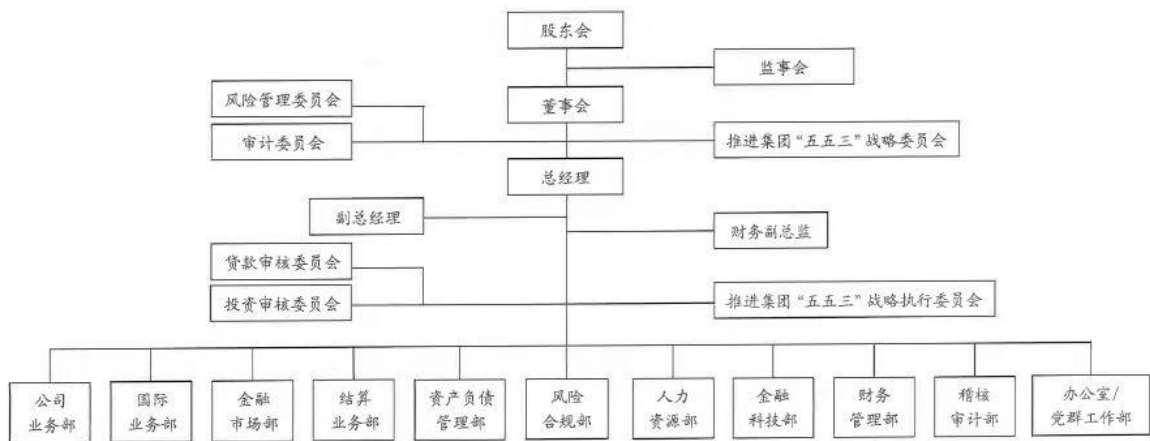 股东会
监事会
风险管理委员会
董事会
审计委员会
推进集团“五五三”战略委员会
总经理
副总经理
财务副总监
贷款审核委员会
投资审核委员会
推进集团“五五三”战略执行委员会
公司
业务部
国际
业务部
金融
市场部
结算
业务部
资产负债
管理部
风险
合规部
人力
资源部
金融
科技部
财务
管理部
稽核
审计部
办公室/
党群工作部